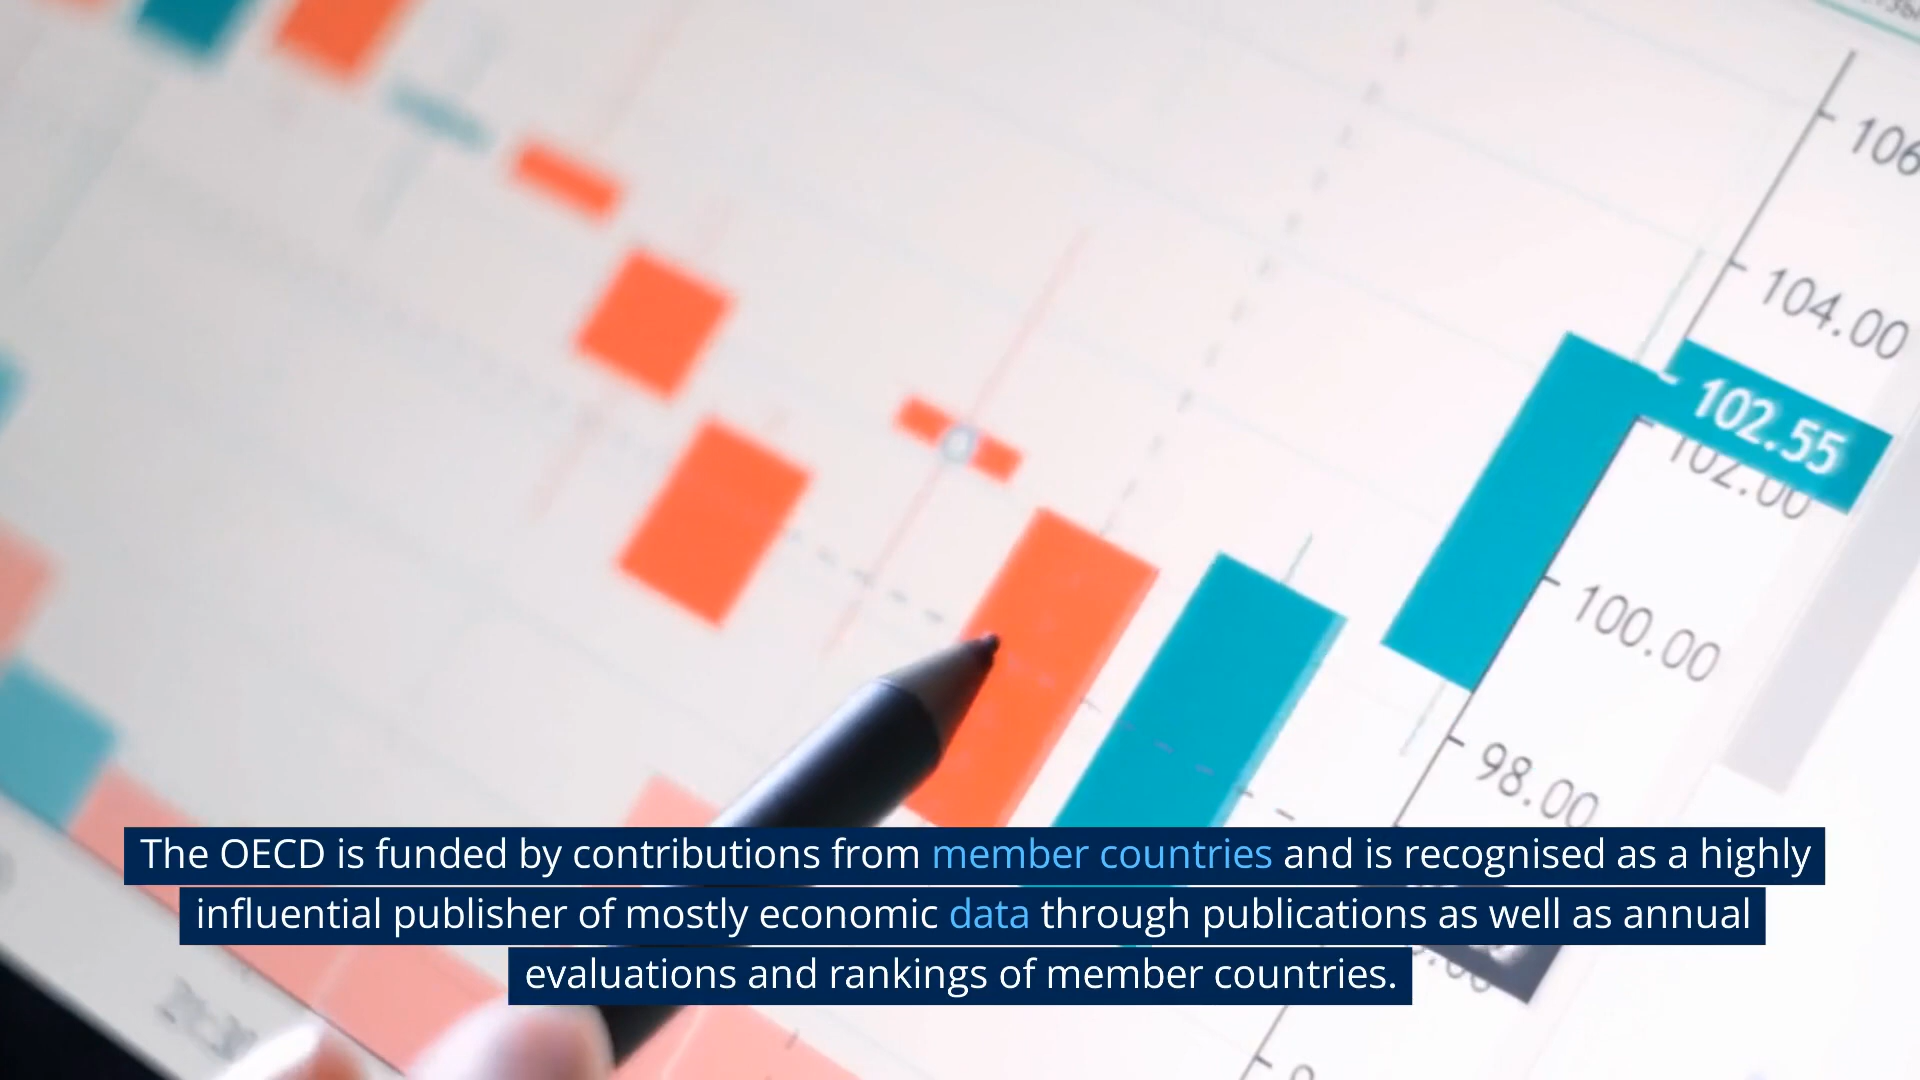 106
104.00
102.55
102.00
100.00
98.00
The OECD is funded by contributions from member countries and is recognised as a highly
influential publisher of mostly economic data through publications as well as annual
evaluations and rankings of member countries.